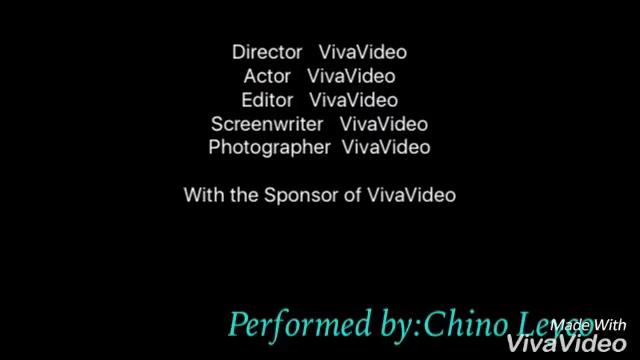 Director VivaVideo
Actor VivaVideo
Editor VivaVideo
Screenwriter VivaVideo
Photographer VivaVideo
With the Sponsor of VivaVideo
Performed by:Chino
Made With
VivaVideo